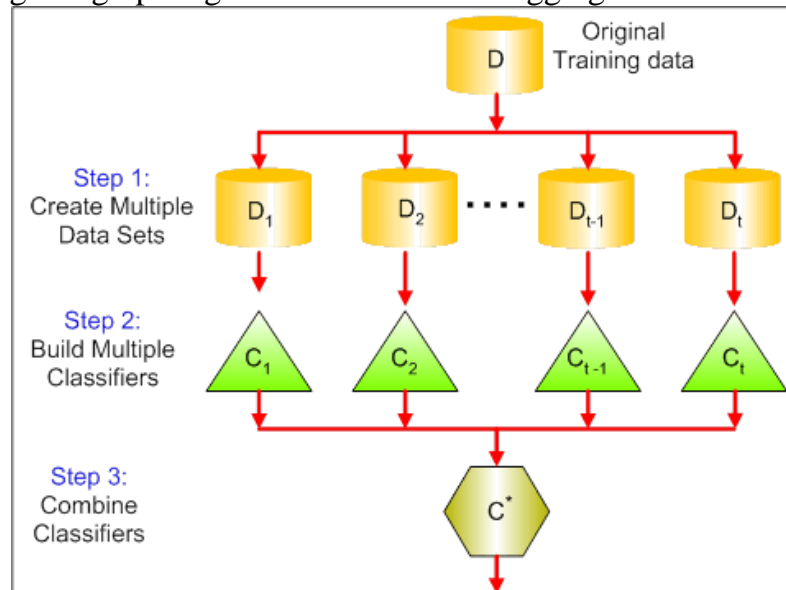 Original
Training data
D
Step 1:
Create Multiple
Data Sets
D₁ D₂ .... Dₜ₋₁ Dₜ
Step 2:
Build Multiple
Classifiers
C₁ C₂ Cₜ₋₁ Cₜ
Step 3:
Combine
Classifiers
C*